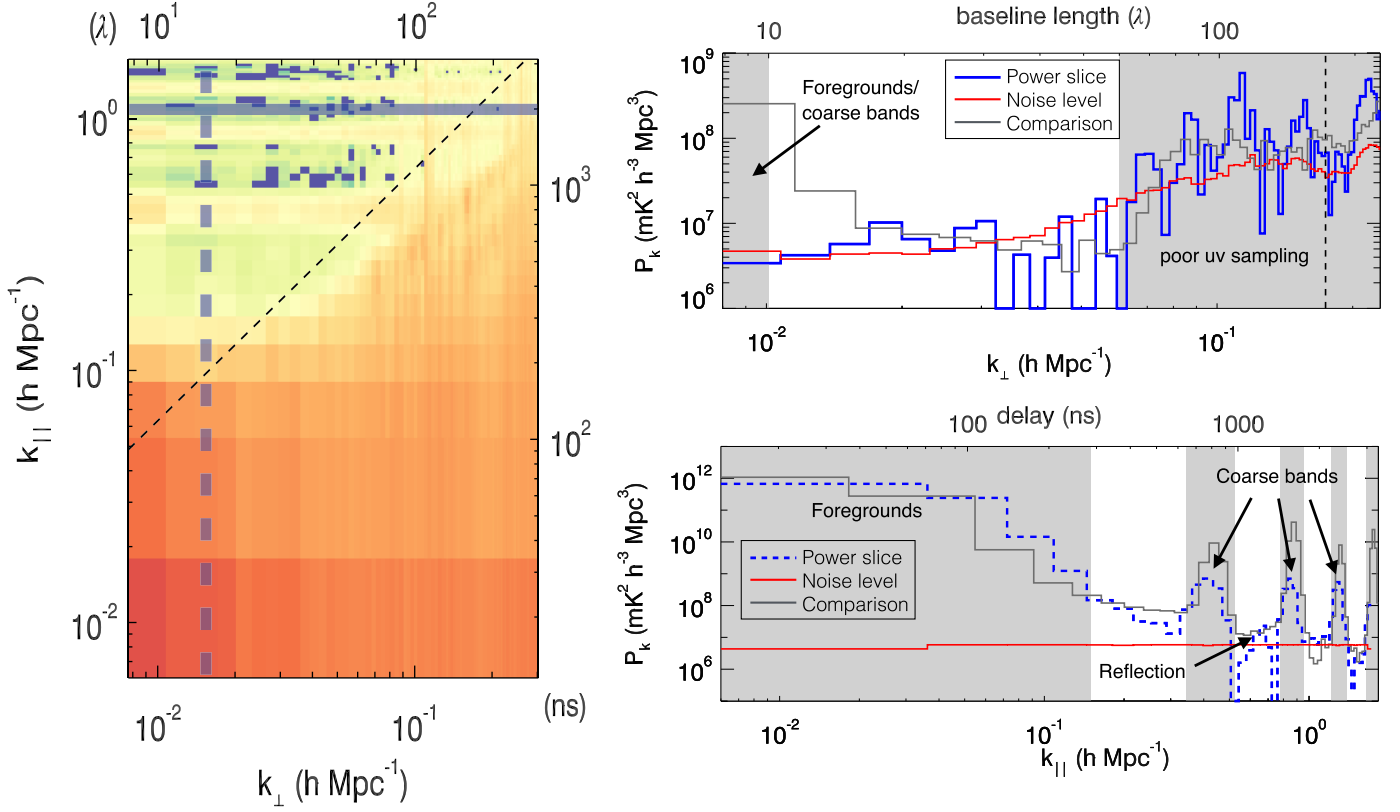 (λ) 10¹ 10²
10⁰
10⁻¹
10⁻²
k|| (h Mpc⁻¹)
10³
10²
(ns)
10⁻² 10⁻¹
k⊥ (h Mpc⁻¹)
baseline length (λ)
10 100
10⁹
10⁸
10⁷
10⁶
P_k (mK² h⁻³ Mpc³)
Foregrounds/
coarse bands
Power slice
Noise level
Comparison
poor uv sampling
10⁻² 10⁻¹
k⊥ (h Mpc⁻¹)
delay (ns)
100 1000
10¹²
10¹⁰
10⁸
10⁶
P_k (mK² h⁻³ Mpc³)
Foregrounds
Coarse bands
Power slice
Noise level
Comparison
Reflection
10⁻² 10⁻¹ 10⁰
k|| (h Mpc⁻¹)